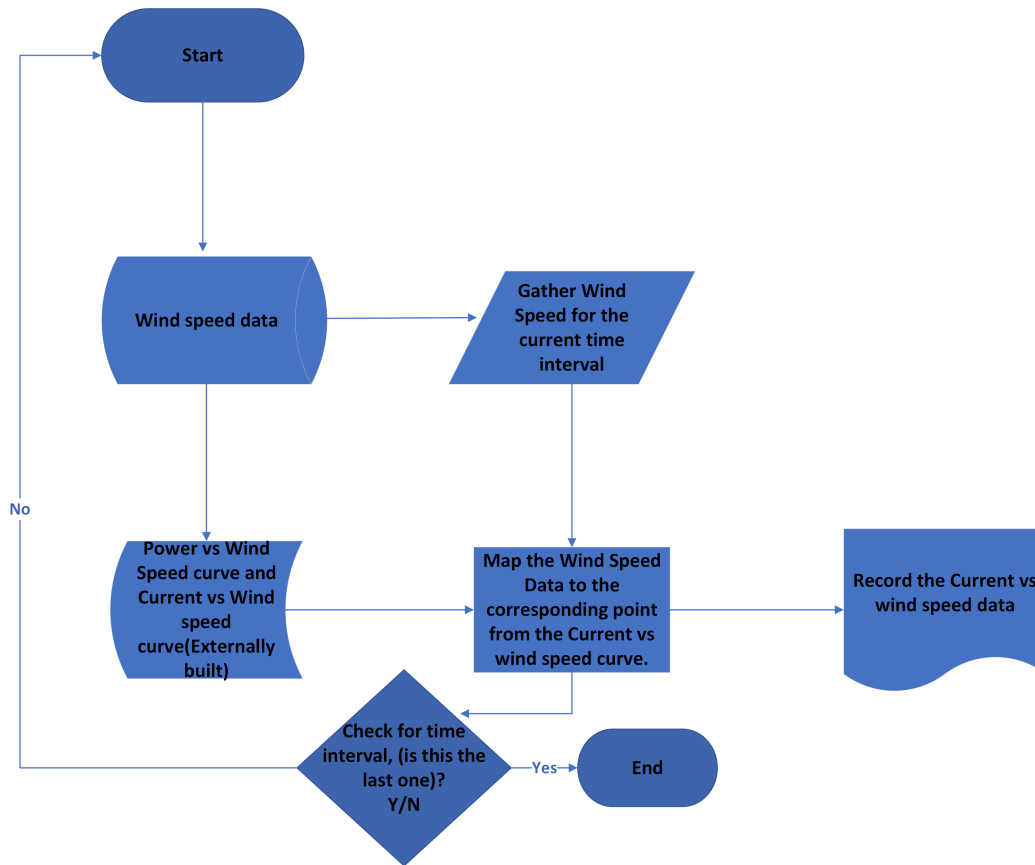 Start
Wind speed data
Gather Wind
Speed for the
current time
interval
No
Power vs Wind
Speed curve and
Current vs Wind
speed
curve(Externally
built)
Map the Wind Speed
Data to the
corresponding point
from the Current vs
wind speed curve.
Record the Current vs
wind speed data
Check for time
interval, (is this the
last one)?
Y/N
Yes
End